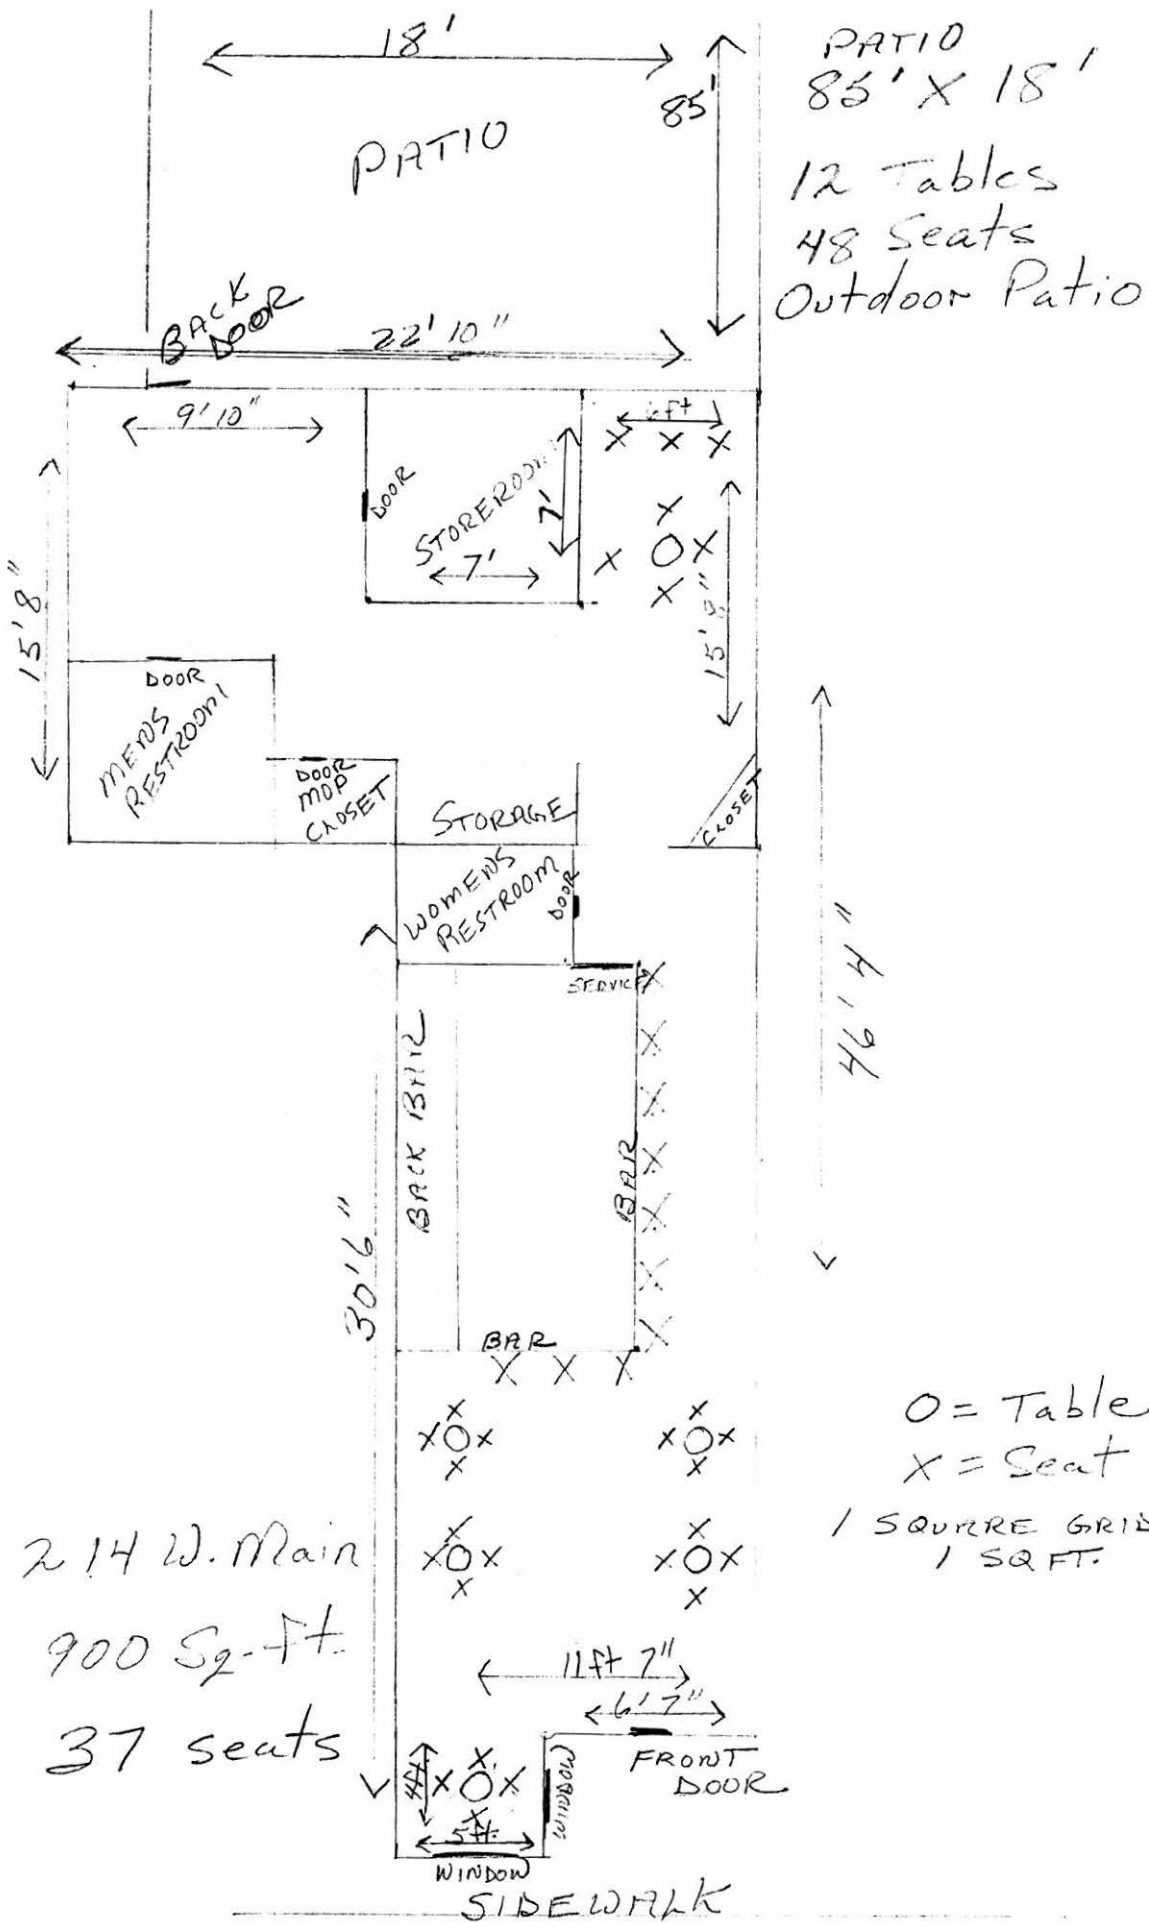 18'
85'
PATIO
PATIO
85' X 18'
12 Tables
48 Seats
Outdoor Patio
BACK
DOOR
22' 10"
9' 10"
6ft
X X X
DOOR
STOREROOM
7'
7'
X
X O X
X
15' 8"
15' 8"
DOOR
MENS
RESTROOM
DOOR
MOP
CLOSET
STORAGE
CLOSET
WOMENS
RESTROOM
DOOR
SERVICE
X
X
X
X
X
X
X
BACK BAR
BAR
46' 4"
30' 6"
BAR
X X X
X X
X O X X O X
X X
X X
X O X X O X
X X
O = Table
X = Seat
1 SQUARE GRID
1 SQ FT.
214 W. Main
900 Sq-ft.
37 seats
11ft 7"
6' 7"
FRONT
DOOR
WINDOW
4ft.
X
X O X
X
5ft.
WINDOW
SIDEWALK